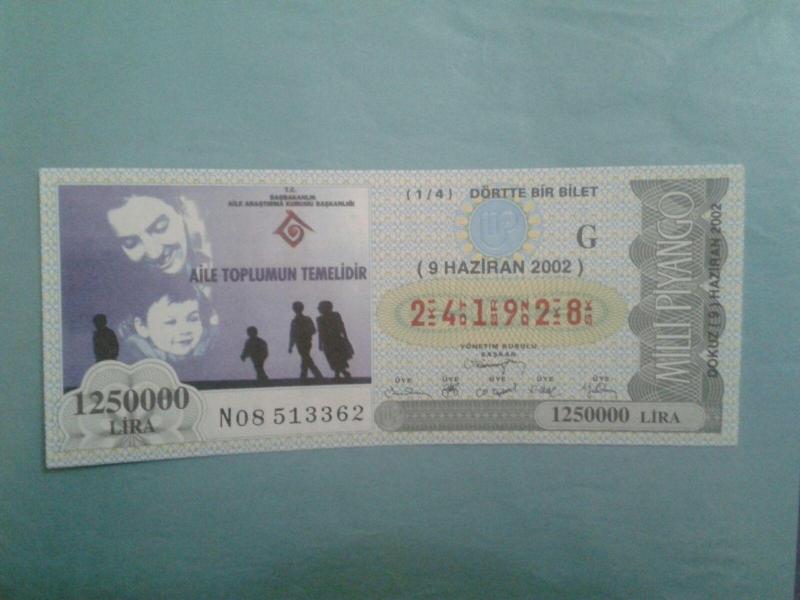 T.C.
BAŞBAKANLIK
AİLE ARAŞTIRMA KURUMU BAŞKANLIĞI
AİLE TOPLUMUN TEMELİDİR
1250000
LİRA
N08 513362
(1/4) DÖRTTE BİR BİLET
G
( 9 HAZİRAN 2002 )
2 4 1 9 2 8
YÖNETİM KURULU
BAŞKAN
ÜYE ÜYE ÜYE ÜYE ÜYE
1250000 LİRA
MİLLİ PİYANGO
DOKUZ ( 9 ) HAZİRAN 2002